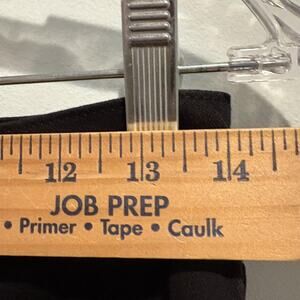 12 13 14
JOB PREP
• Primer • Tape • Caulk